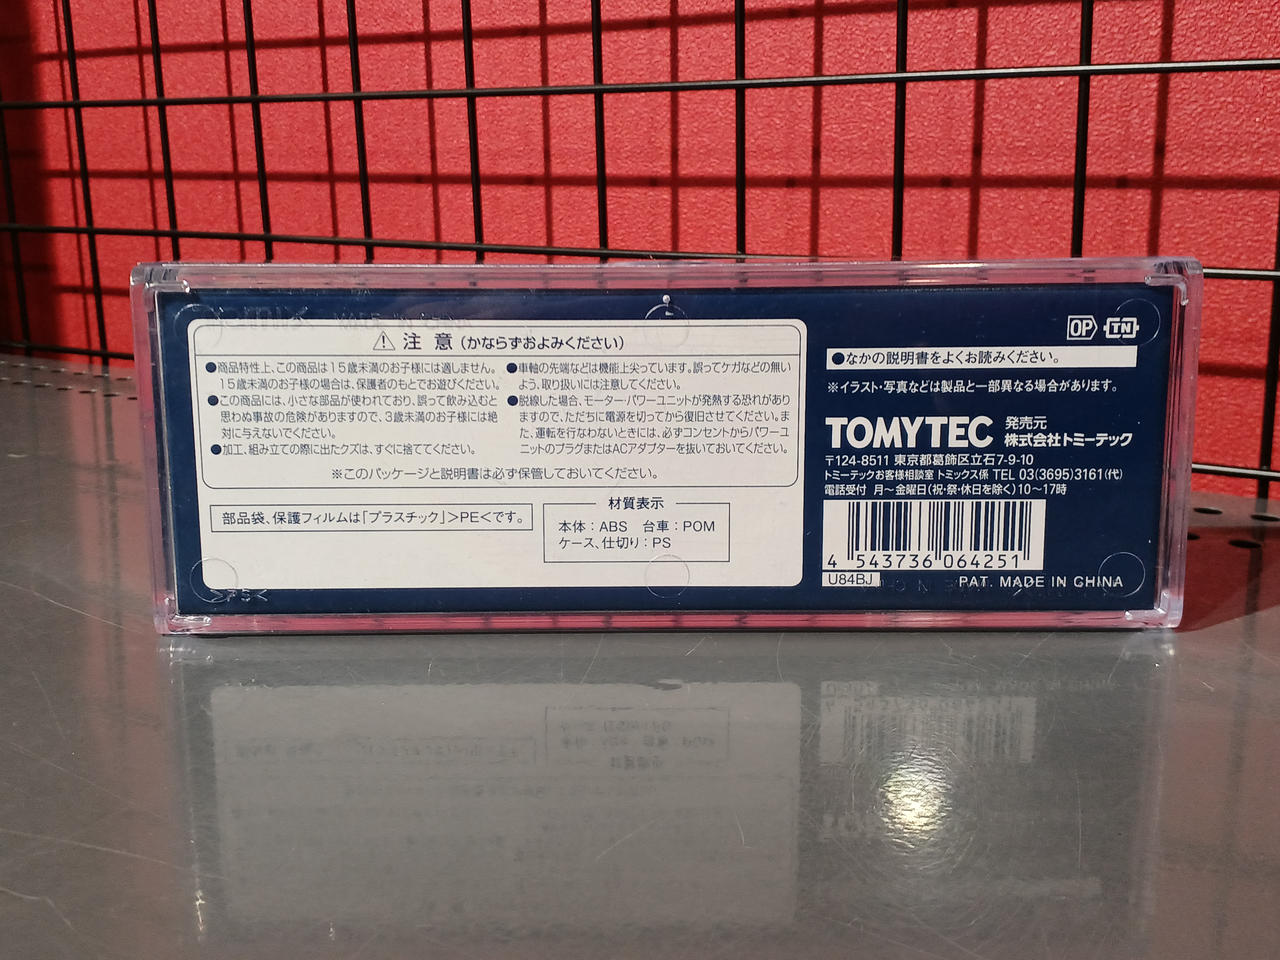 注意（かならずおよみください）
●商品特性上、この商品は15歳未満のお子様には適しません。
15歳未満のお子様の場合は、保護者のもとでお遊びください。
●この商品には、小さな部品が使われており、誤って飲み込むと
思わぬ事故の危険がありますので、3歳未満のお子様には絶
対に与えないでください。
●加工、組み立ての際に出たクズは、すぐに捨ててください。
●車軸の先端などは機能上尖っています。誤ってケガなどの無い
よう、取り扱いには注意してください。
●脱線した場合、モーター・パワーユニットが発熱する恐れがあり
ますので、ただちに電源を切ってから復旧させてください。ま
た、運転を行なわないときには、必ずコンセントからパワーユ
ニットのプラグまたはACアダプターを抜いておいてください。
※このパッケージと説明書は必ず保管しておいてください。
部品袋、保護フィルムは「プラスチック」>PE<です。
材質表示
本体：ABS 台車：POM
ケース、仕切り：PS
>PS<
OP TN
●なかの説明書をよくお読みください。
※イラスト・写真などは製品と一部異なる場合があります。
TOMYTEC 発売元
株式会社トミーテック
〒124-8511 東京都葛飾区立石7-9-10
トミーテックお客様相談室 トミックス係 TEL 03(3695)3161(代)
電話受付 月〜金曜日(祝・祭・休日を除く)10〜17時
4 543736 064251
U84BJ
PAT. MADE IN CHINA